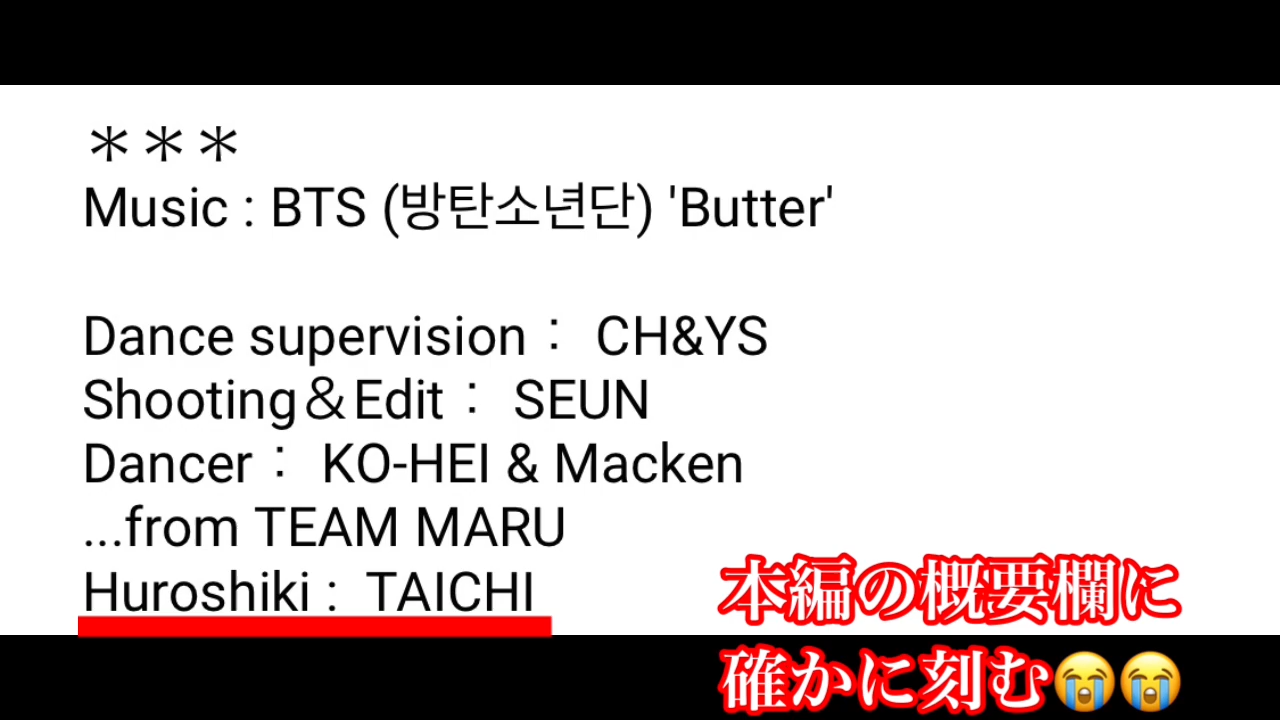 ＊＊＊
Music : BTS (방탄소년단) 'Butter'
Dance supervision： CH&YS
Shooting＆Edit： SEUN
Dancer： KO-HEI & Macken
...from TEAM MARU
Huroshiki : TAICHI
本編の概要欄に
確かに刻む😭😭